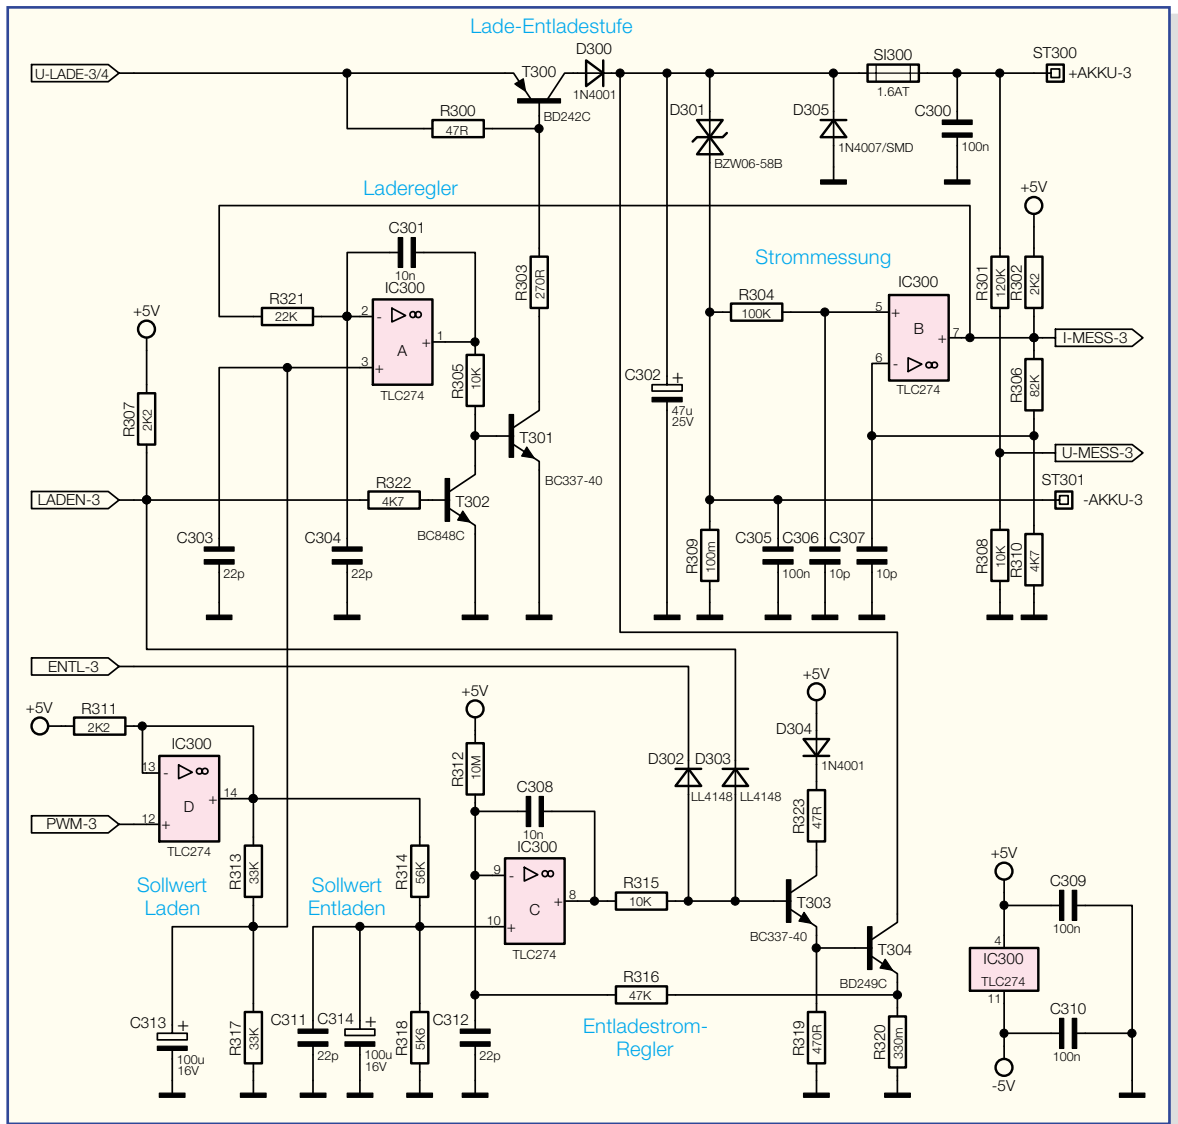 Lade-Entladestufe
U-LADE-3/4
T300
BD242C
D300
1N4001
R300
47R
D301
BZW06-58B
D305
1N4007/SMD
SI300
1.6AT
C300
100n
ST300
+AKKU-3
Laderegler
C301
10n
R321
22K
IC300
2
-
3
+
1
+
A
TLC274
R303
270R
R305
10K
Strommessung
R304
100K
IC300
5
+
6
-
7
+
B
TLC274
R301
120K
+5V
R302
2K2
I-MESS-3
R306
82K
U-MESS-3
ST301
-AKKU-3
C302
+
47u
25V
+5V
R307
2K2
LADEN-3
R322
4K7
T301
BC337-40
T302
BC848C
C303
22p
C304
22p
R309
100m
C305
100n
C306
10p
C307
10p
R308
10K
R310
4K7
ENTL-3
+5V
R311
2K2
IC300
13
-
12
+
14
+
D
TLC274
PWM-3
R313
33K
R314
56K
Sollwert
Laden
Sollwert
Entladen
+5V
R312
10M
C308
10n
IC300
9
-
10
+
8
C
TLC274
R315
10K
D302
LL4148
D303
LL4148
+5V
D304
1N4001
R323
47R
T303
BC337-40
T304
BD249C
R316
47K
Entladestrom-
Regler
R319
470R
R320
330m
C313
+
100u
16V
R317
33K
C311
22p
C314
+
100u
16V
R318
5K6
C312
22p
+5V
C309
100n
4
IC300
TLC274
11
C310
100n
-5V